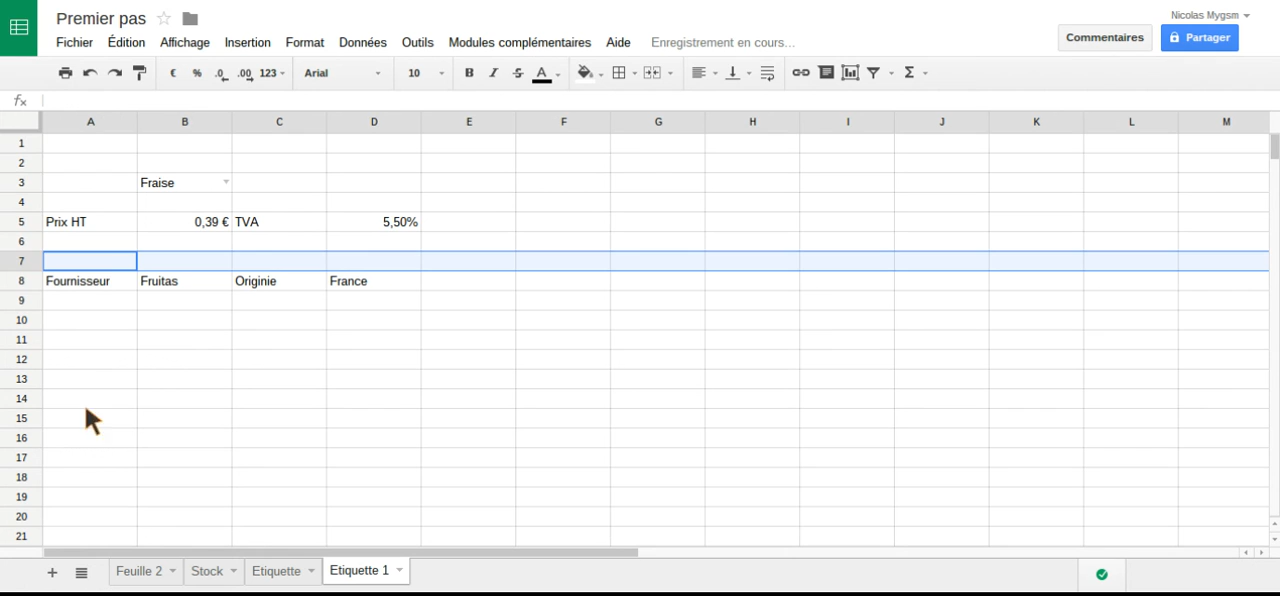 Premier pas
Nicolas Mygsm
Fichier Édition Affichage Insertion Format Données Outils Modules complémentaires Aide Enregistrement en cours...
Commentaires Partager
€ % .0 .00 123 Arial 10 B I S A Σ
fx
A B C D E F G H I J K L M
1
2
3 Fraise
4
5 Prix HT 0,39 € TVA 5,50%
6
7
8 Fournisseur Fruitas Originie France
9
10
11
12
13
14
15
16
17
18
19
20
21
+ Feuille 2 Stock Etiquette Etiquette 1